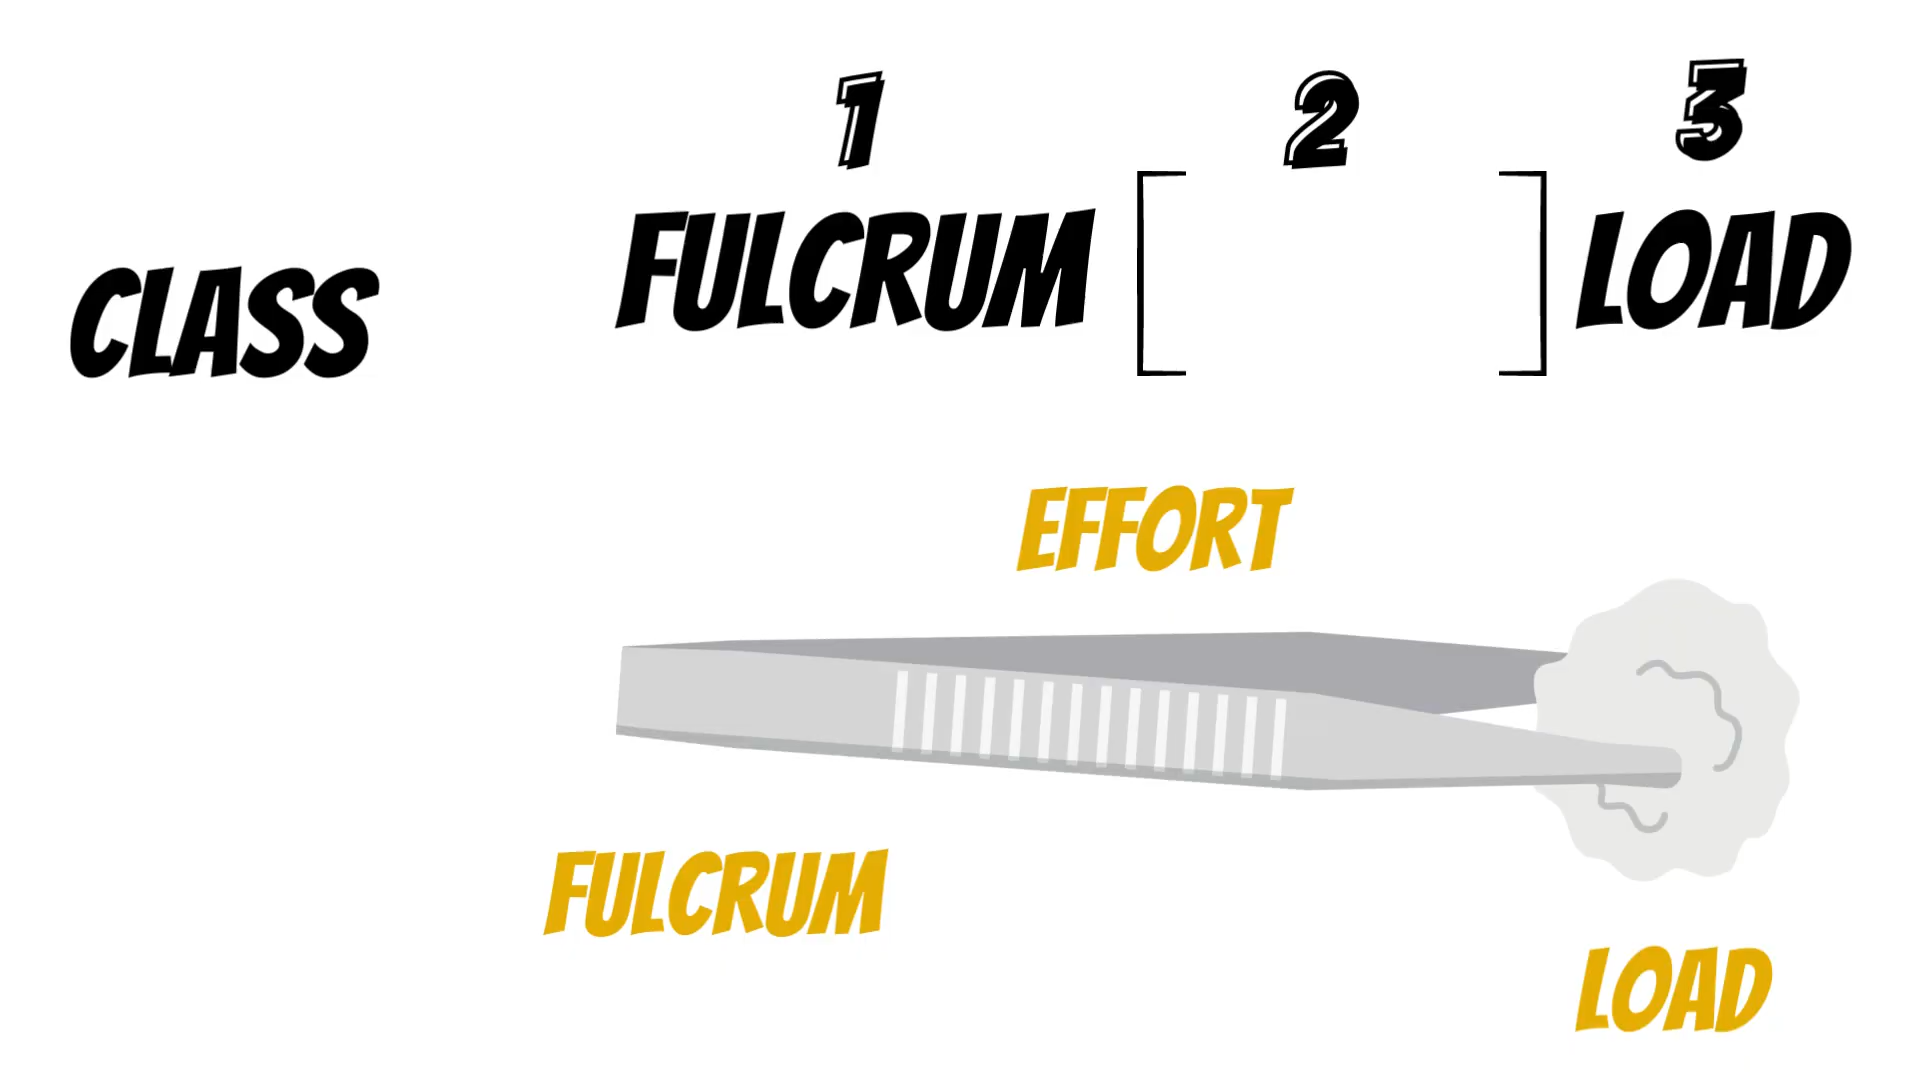 1 2 3
CLASS FULCRUM [ ] LOAD
EFFORT
FULCRUM
LOAD